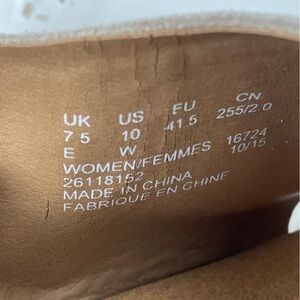 UK US EU CN
7 5 10 41.5 255/2.0
E W
WOMEN/FEMMES 16724
26118152 10/15
MADE IN CHINA
FABRIQUE EN CHINE